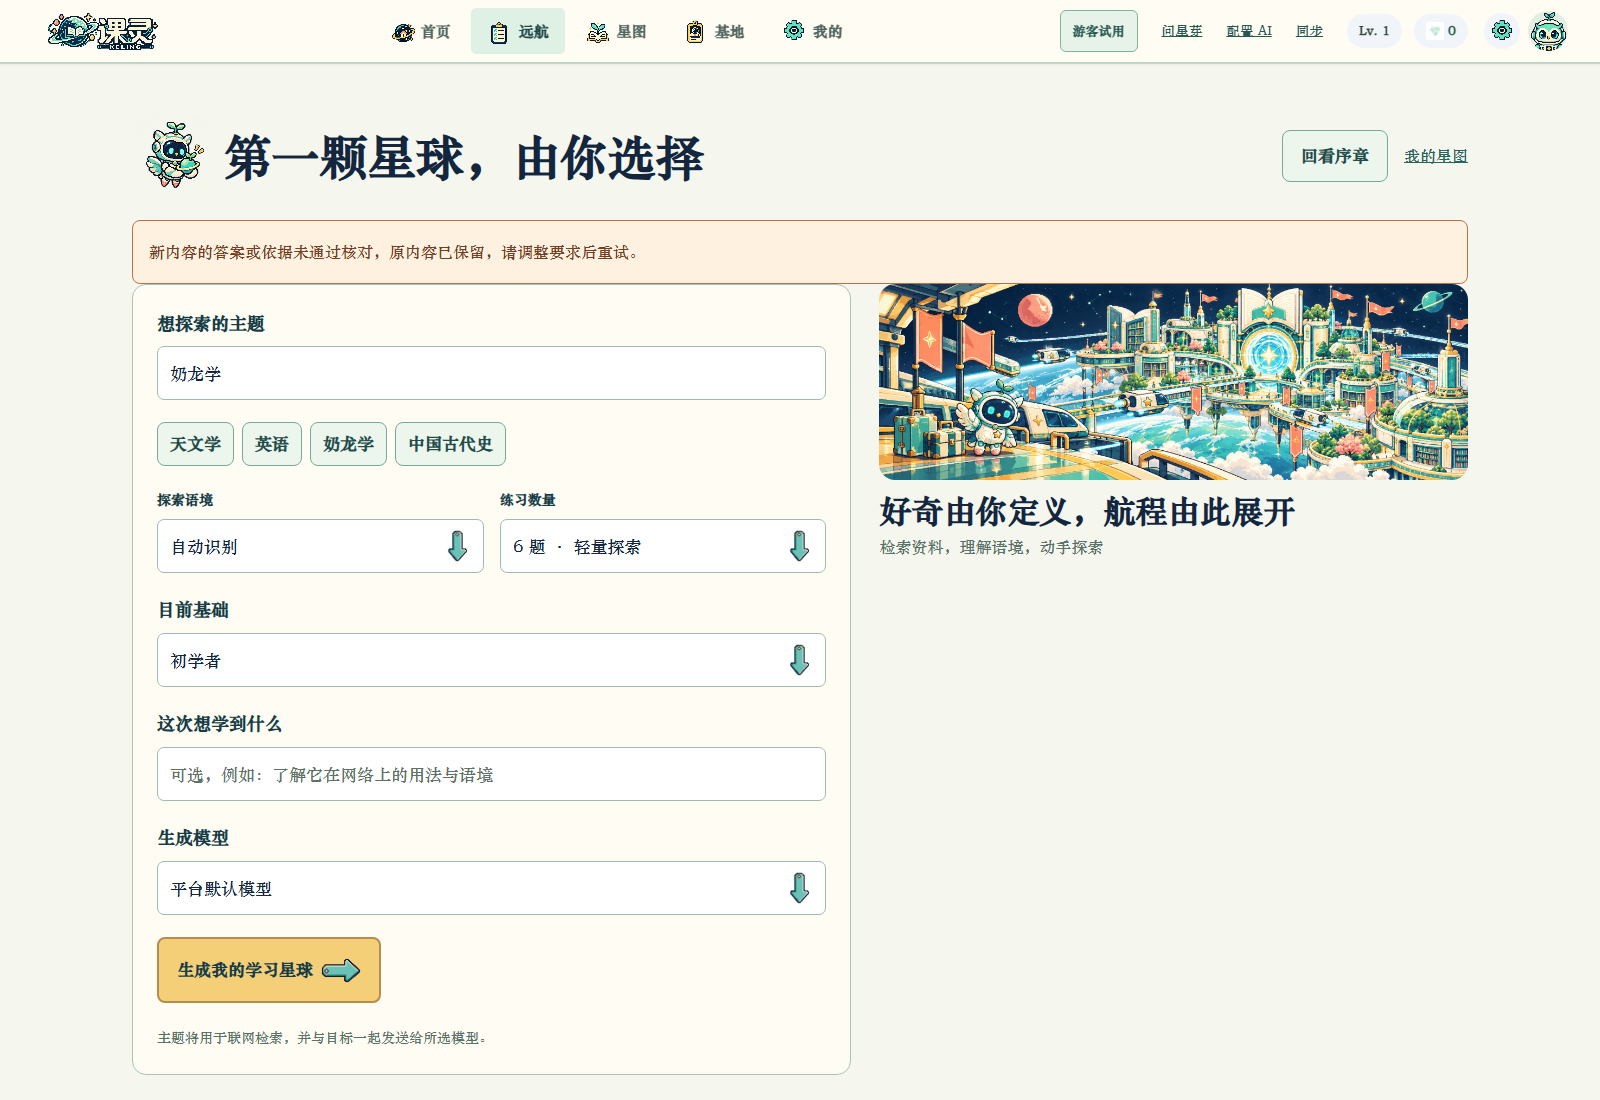 课灵
KELING
首页
远航
星图
基地
我的
游客试用
问星芽
配置 AI
同步
Lv. 1
0
第一颗星球，由你选择
回看序章
我的星图
新内容的答案或依据未通过核对，原内容已保留，请调整要求后重试。
想探索的主题
奶龙学
天文学
英语
奶龙学
中国古代史
探索语境
练习数量
自动识别
6 题 · 轻量探索
目前基础
初学者
这次想学到什么
可选，例如：了解它在网络上的用法与语境
生成模型
平台默认模型
生成我的学习星球
主题将用于联网检索，并与目标一起发送给所选模型。
好奇由你定义，航程由此展开
检索资料，理解语境，动手探索